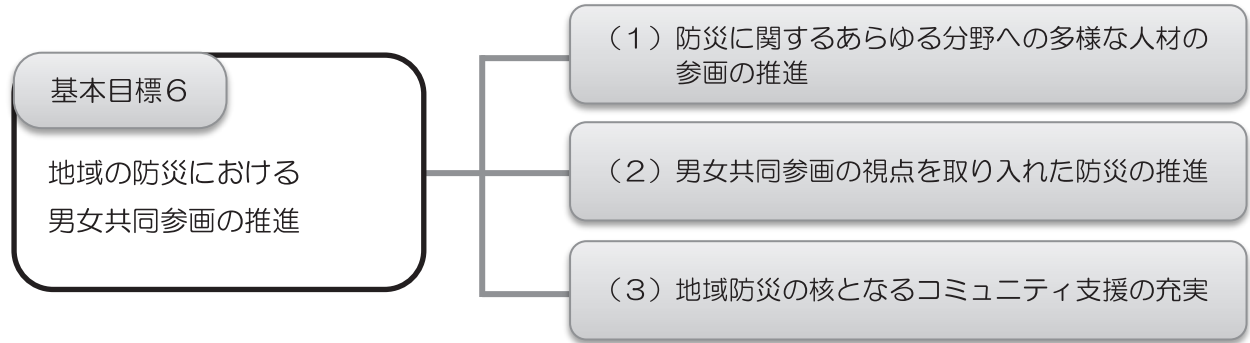 基本目標６
地域の防災における
男女共同参画の推進
（１）防災に関するあらゆる分野への多様な人材の
参画の推進
（２）男女共同参画の視点を取り入れた防災の推進
（３）地域防災の核となるコミュニティ支援の充実